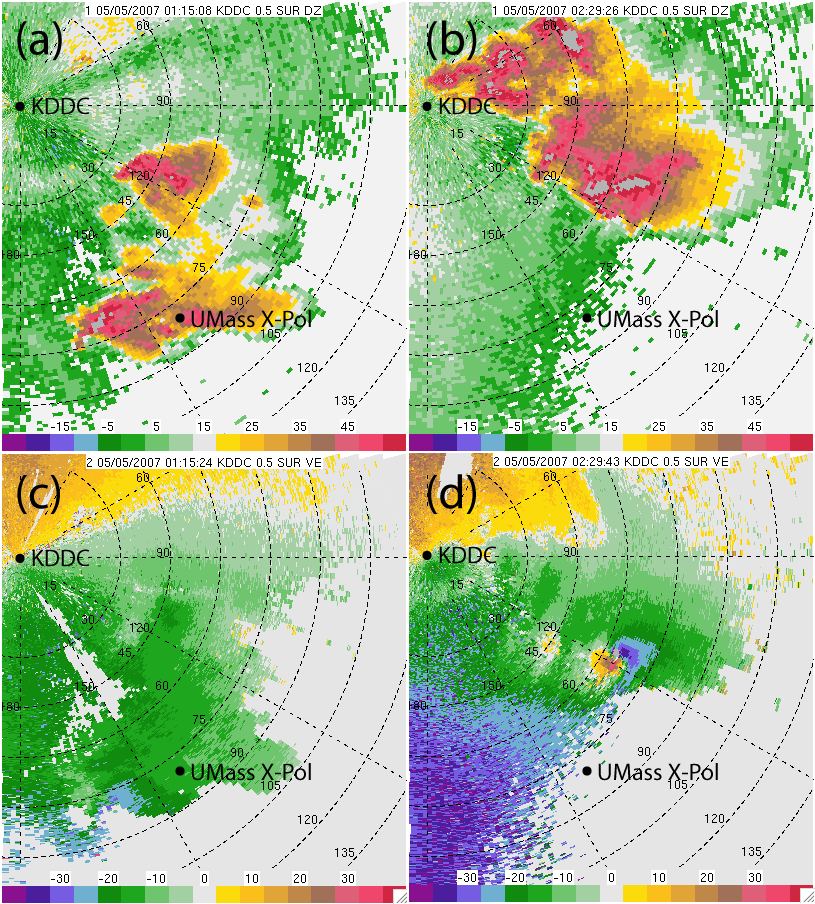 1 05/05/2007 01:15:08 KDDC 0.5 SUR DZ
(a)
60
KDDC
90
15
30
120
45
150
60
180
75
90
UMass X-Pol
105
120
135
-15 -5 5 15 25 35 45
1 05/05/2007 02:29:26 KDDC 0.5 SUR DZ
(b)
60
KDDC
90
15
30
120
45
150
60
180
75
90
UMass X-Pol
105
120
135
-15 -5 5 15 25 35 45
2 05/05/2007 01:15:24 KDDC 0.5 SUR VE
(c)
60
KDDC
90
15
30
120
45
150
60
180
75
90
UMass X-Pol
105
120
135
-30 -20 -10 0 10 20 30
2 05/05/2007 02:29:43 KDDC 0.5 SUR VE
(d)
60
KDDC
90
15
30
120
45
150
60
180
75
90
UMass X-Pol
105
120
135
-30 -20 -10 0 10 20 30